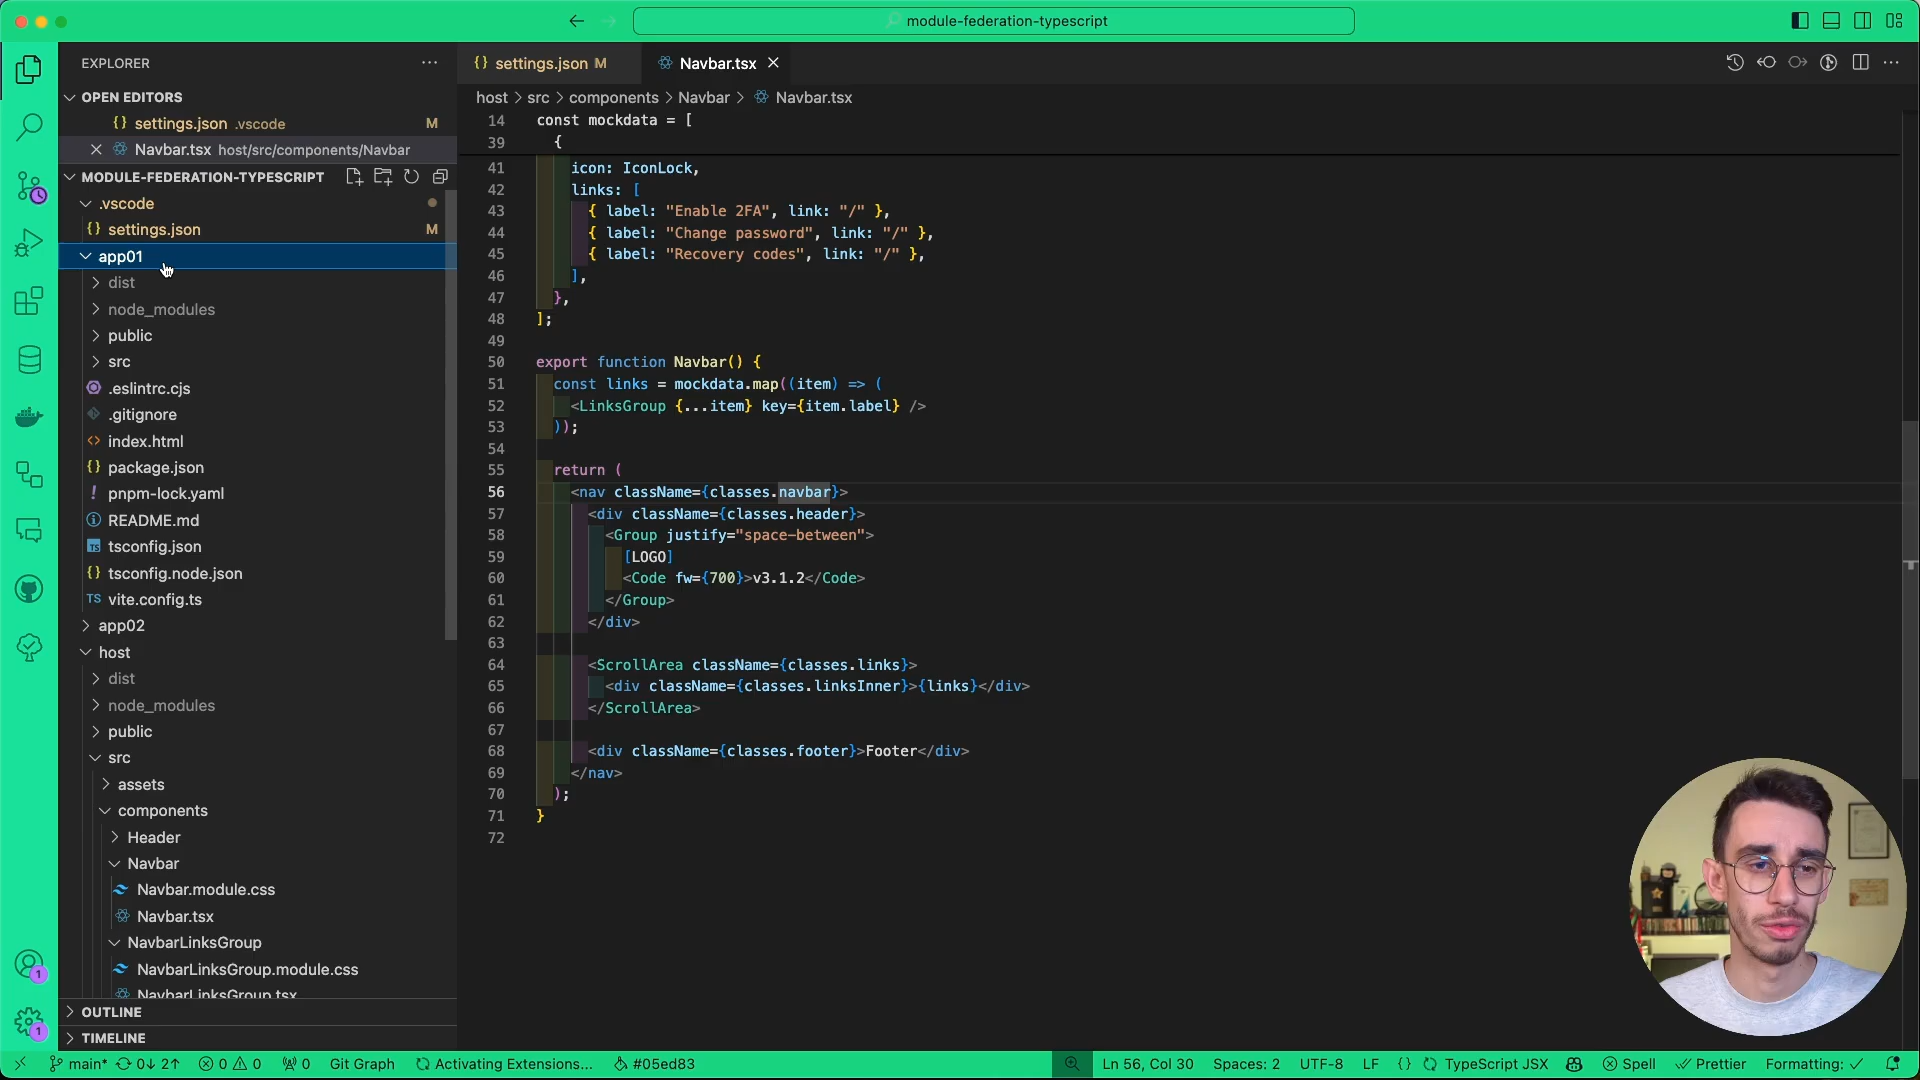 module-federation-typescript
EXPLORER
OPEN EDITORS
settings.json .vscode M
Navbar.tsx host/src/components/Navbar
MODULE-FEDERATION-TYPESCRIPT
.vscode
settings.json M
app01
dist
node_modules
public
src
.eslintrc.cjs
.gitignore
index.html
package.json
pnpm-lock.yaml
README.md
tsconfig.json
tsconfig.node.json
TS vite.config.ts
app02
host
dist
node_modules
public
src
assets
components
Header
Navbar
Navbar.module.css
Navbar.tsx
NavbarLinksGroup
NavbarLinksGroup.module.css
NavbarLinksGroup.tsx
OUTLINE
TIMELINE
settings.json M
Navbar.tsx
host > src > components > Navbar > Navbar.tsx
14 const mockdata = [
39 {
41 icon: IconLock,
42 links: [
43 { label: "Enable 2FA", link: "/" },
44 { label: "Change password", link: "/" },
45 { label: "Recovery codes", link: "/" },
46 ],
47 },
48 ];
49
50 export function Navbar() {
51 const links = mockdata.map((item) => (
52 <LinksGroup {...item} key={item.label} />
53 ));
54
55 return (
56 <nav className={classes.navbar}>
57 <div className={classes.header}>
58 <Group justify="space-between">
59 [LOGO]
60 <Code fw={700}>v3.1.2</Code>
61 </Group>
62 </div>
63
64 <ScrollArea className={classes.links}>
65 <div className={classes.linksInner}>{links}</div>
66 </ScrollArea>
67
68 <div className={classes.footer}>Footer</div>
69 </nav>
70 );
71 }
72
1
1
main* 0↓ 2↑ 0 0 0 Git Graph Activating Extensions... #05ed83 Ln 56, Col 30 Spaces: 2 UTF-8 LF {} TypeScript JSX Spell Prettier Formatting: ✓